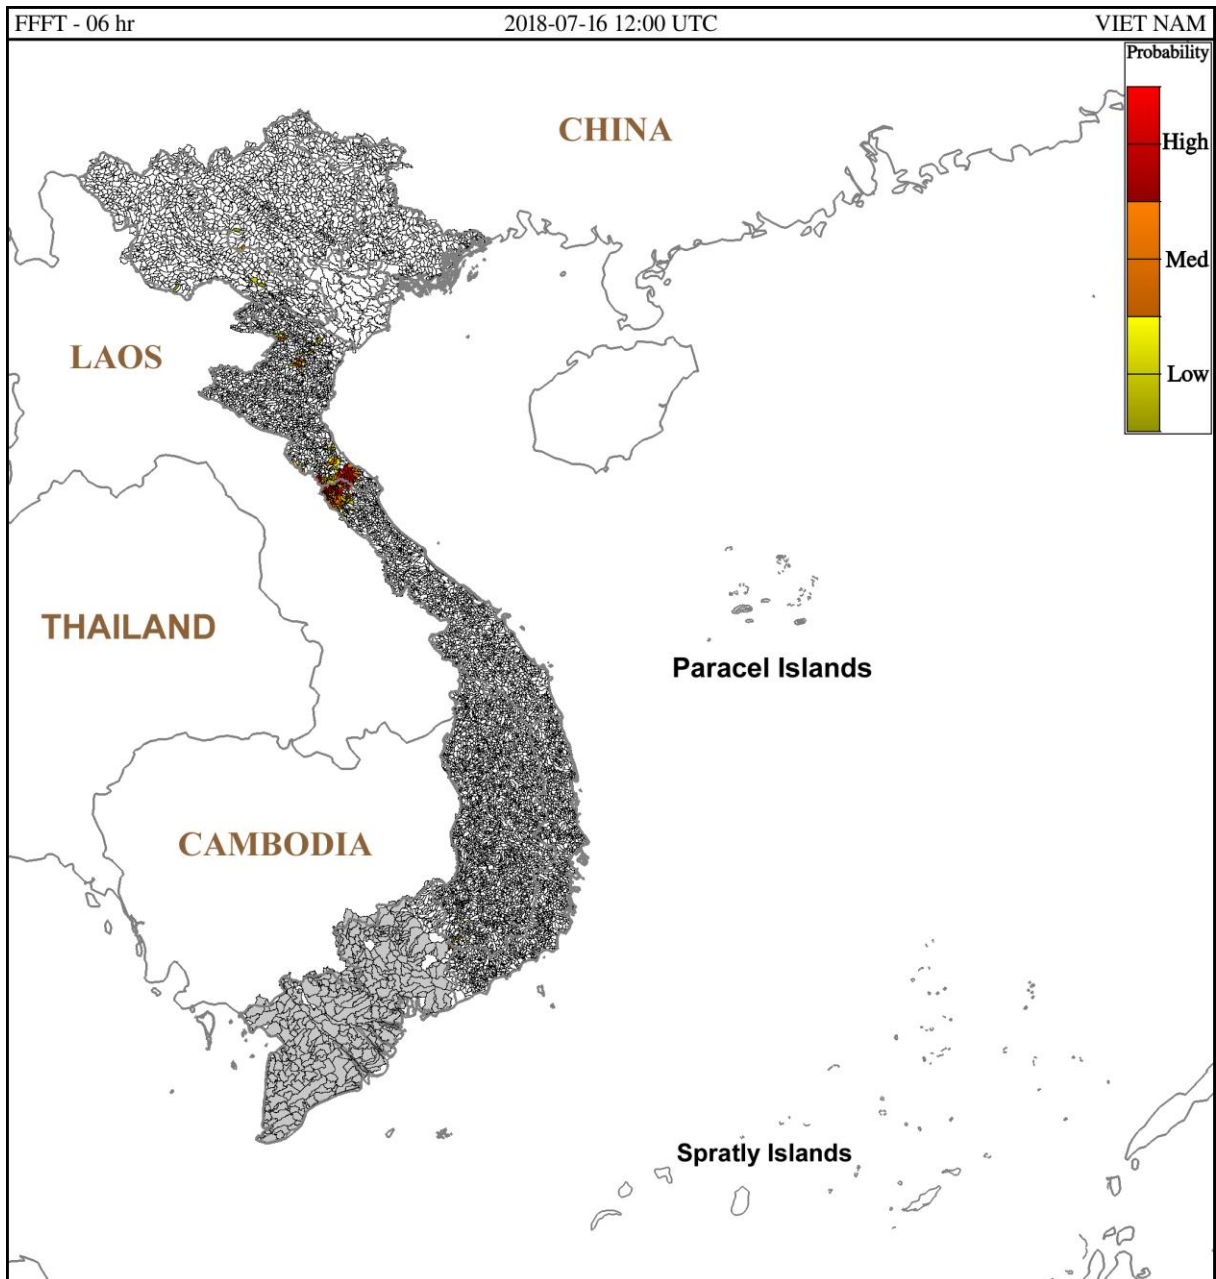 FFFT - 06 hr
2018-07-16 12:00 UTC
VIET NAM
Probability
High
Med
Low
CHINA
LAOS
THAILAND
Paracel Islands
CAMBODIA
Spratly Islands